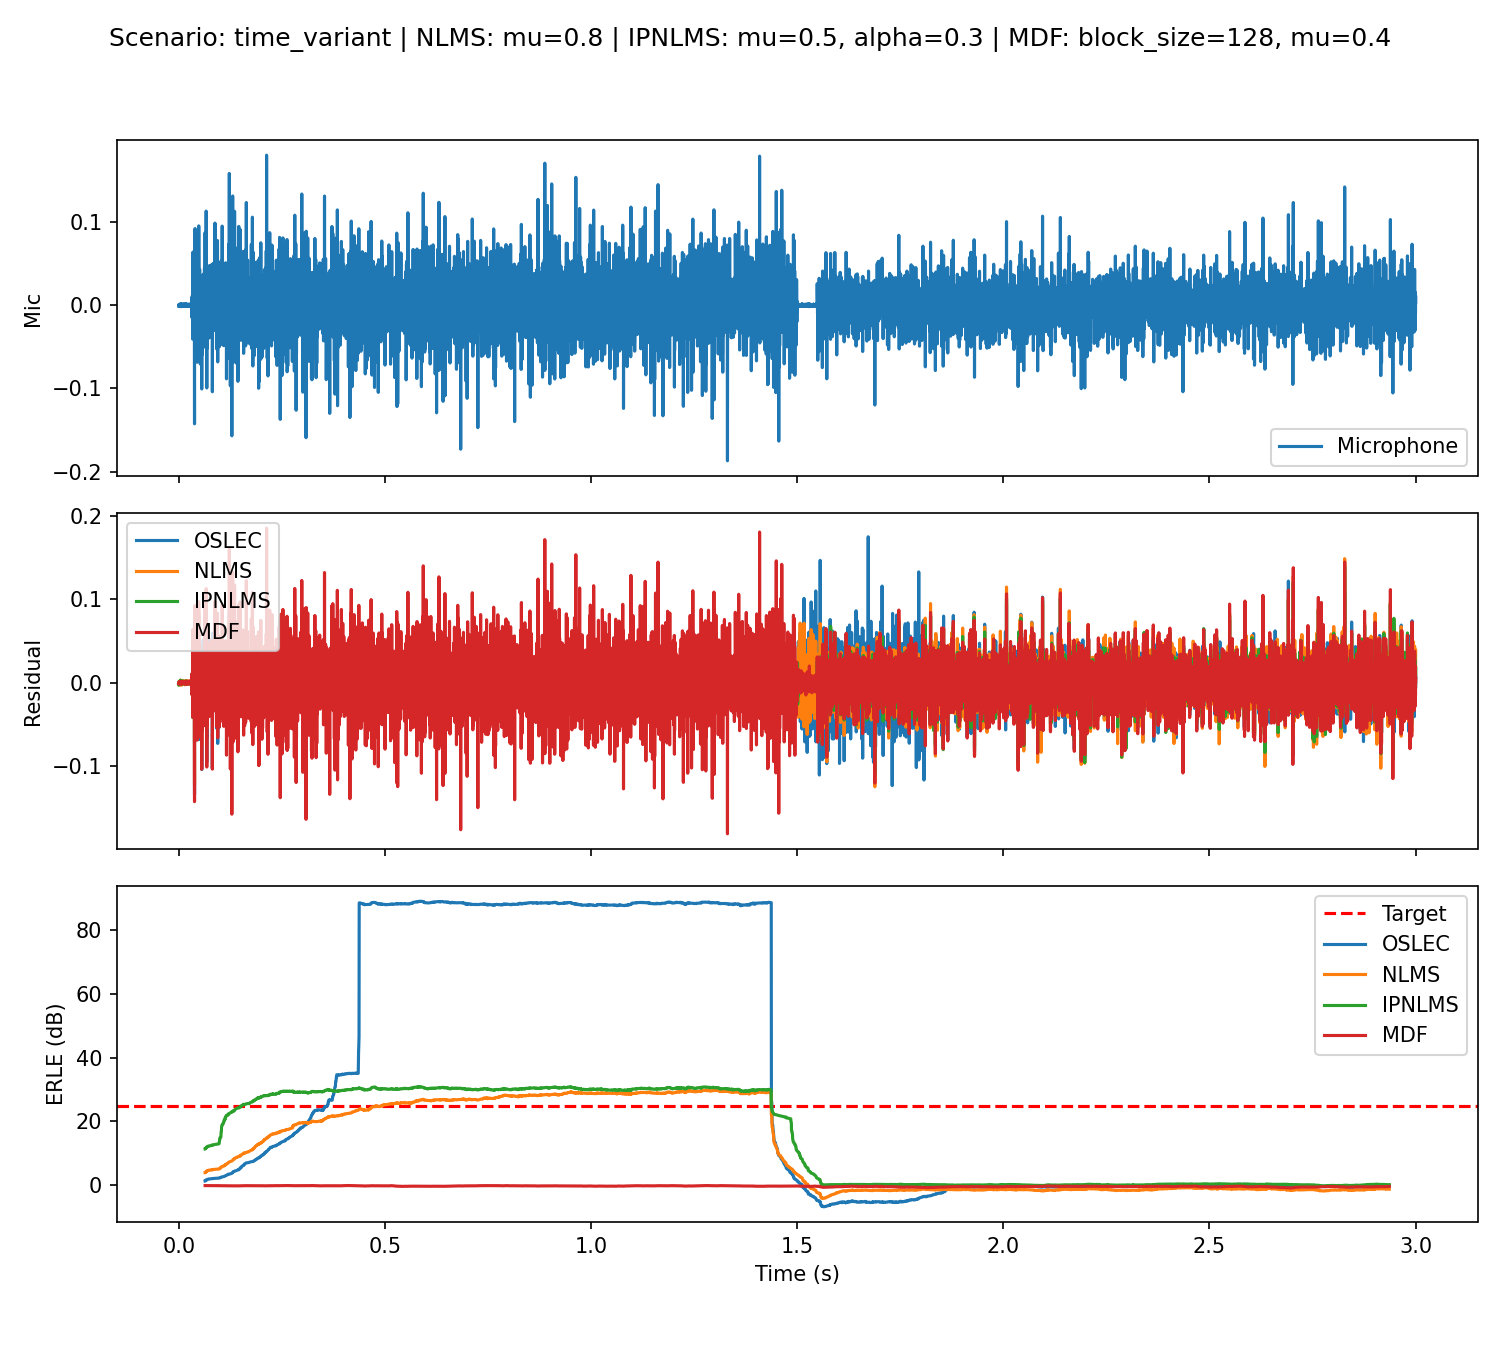 Scenario: time_variant | NLMS: mu=0.8 | IPNLMS: mu=0.5, alpha=0.3 | MDF: block_size=128, mu=0.4
Mic
0.1
0.0
−0.1
−0.2
Microphone
Residual
0.2
0.1
0.0
−0.1
OSLEC
NLMS
IPNLMS
MDF
ERLE (dB)
80
60
40
20
0
Target
OSLEC
NLMS
IPNLMS
MDF
0.0 0.5 1.0 1.5 2.0 2.5 3.0
Time (s)